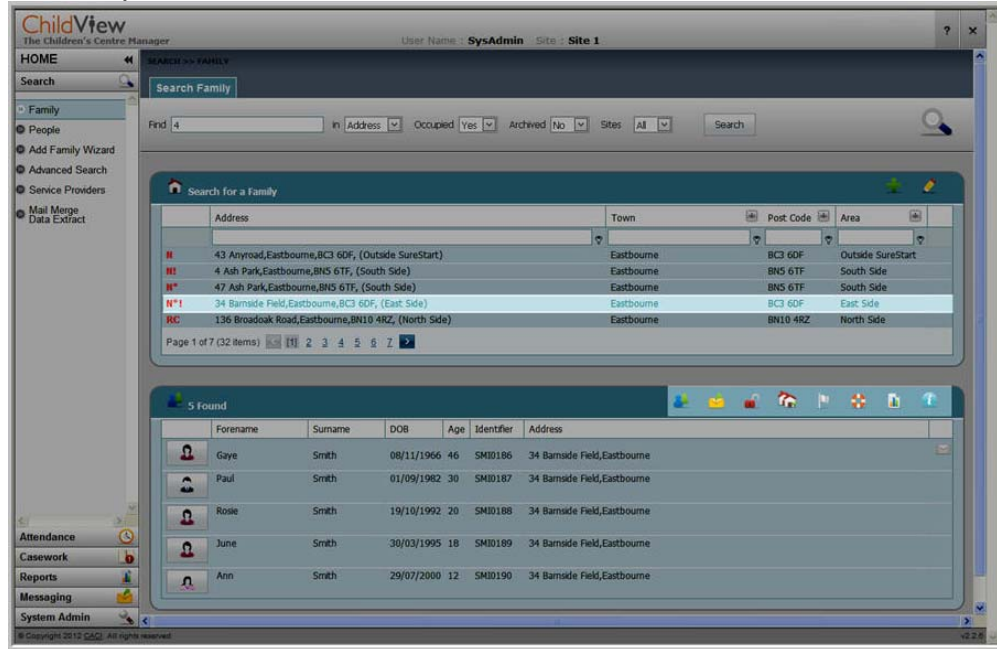 ChildView
The Children's Centre Manager
User Name : SysAdmin Site : Site 1
? x
HOME
SEARCH >> FAMILY
Search
Search Family
Family
People
Add Family Wizard
Advanced Search
Service Providers
Mail Merge
Data Extract
Find 4 in Address Occupied Yes Archived No Sites All Search
Search for a Family
Address Town Post Code Area
N 43 Anyroad,Eastbourne,BC3 6DF, (Outside SureStart) Eastbourne BC3 6DF Outside SureStart
N! 4 Ash Park,Eastbourne,BN5 6TF, (South Side) Eastbourne BN5 6TF South Side
N* 47 Ash Park,Eastbourne,BN5 6TF, (South Side) Eastbourne BN5 6TF South Side
N*! 34 Barnside Field,Eastbourne,BC3 6DF, (East Side) Eastbourne BC3 6DF East Side
RC 136 Broadoak Road,Eastbourne,BN10 4RZ, (North Side) Eastbourne BN10 4RZ North Side
Page 1 of 7 (32 items) [1] 2 3 4 5 6 7
5 Found
Forename Surname DOB Age Identifier Address
Gaye Smith 08/11/1966 46 SMI0186 34 Barnside Field,Eastbourne
Paul Smith 01/09/1982 30 SMI0187 34 Barnside Field,Eastbourne
Rosie Smith 19/10/1992 20 SMI0188 34 Barnside Field,Eastbourne
June Smith 30/03/1995 18 SMI0189 34 Barnside Field,Eastbourne
Ann Smith 29/07/2000 12 SMI0190 34 Barnside Field,Eastbourne
Attendance
Casework
Reports
Messaging
System Admin
© Copyright 2012 CACI. All rights reserved. v2.2.6